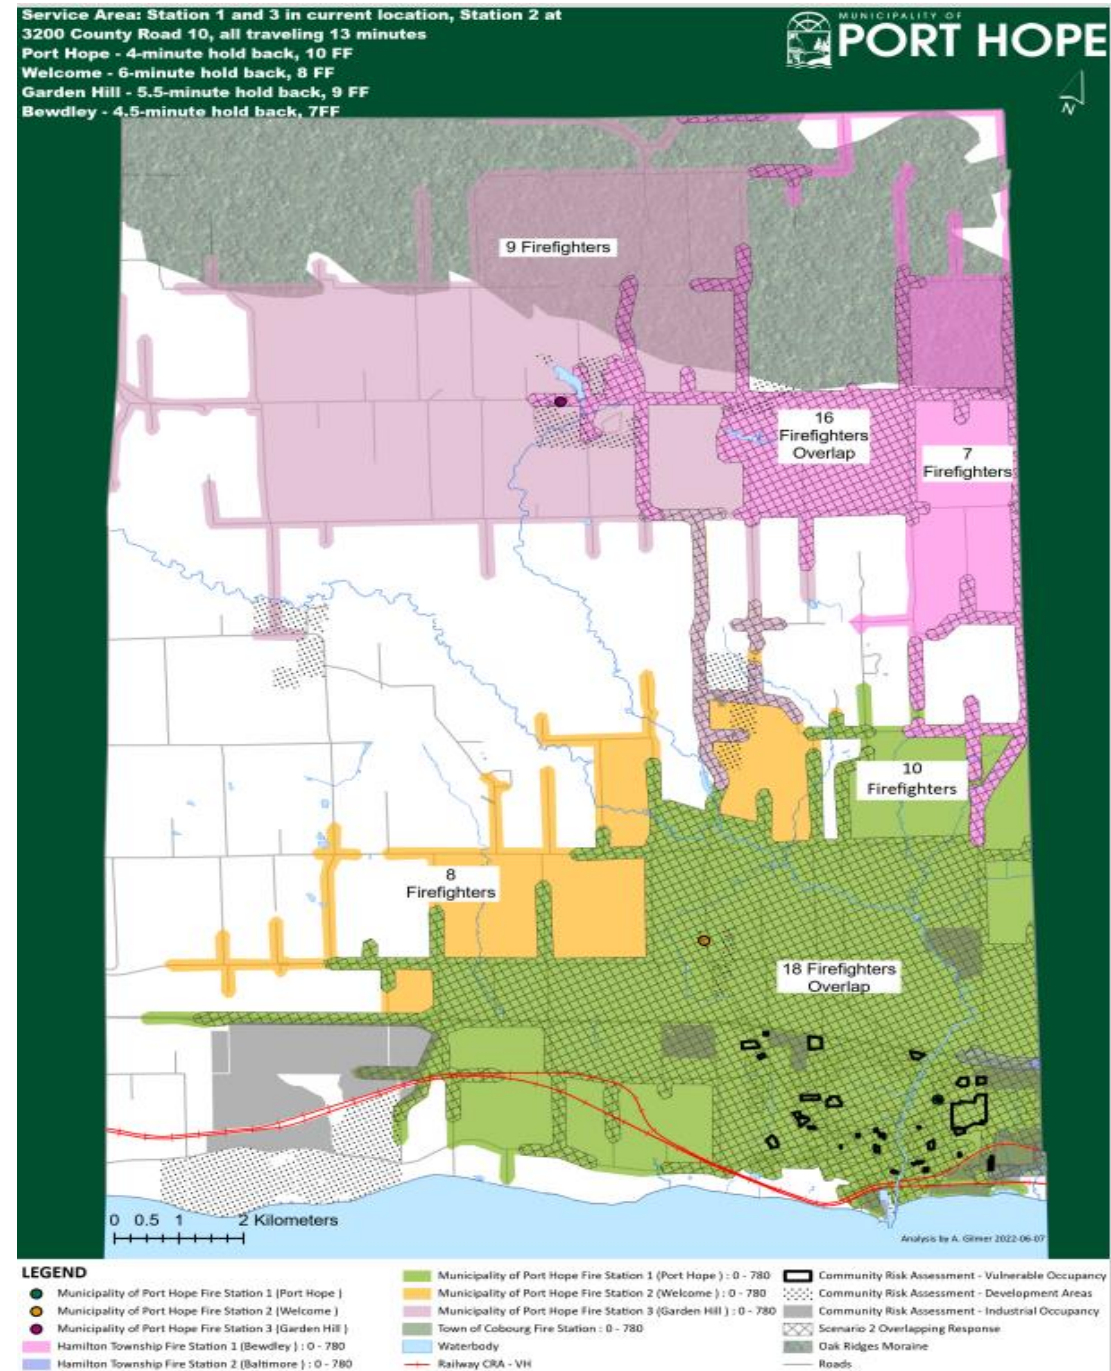 Service Area: Station 1 and 3 in current location, Station 2 at
3200 County Road 10, all traveling 13 minutes
Port Hope - 4-minute hold back, 10 FF
Welcome - 6-minute hold back, 8 FF
Garden Hill - 5.5-minute hold back, 9 FF
Bewdley - 4.5-minute hold back, 7FF
MUNICIPALITY OF
PORT HOPE
N
9 Firefighters
16
Firefighters
Overlap
7
Firefighters
10
Firefighters
8
Firefighters
18 Firefighters
Overlap
0 0.5 1 2 Kilometers
Analysis by A. Gilmer 2022-06-07
LEGEND
Municipality of Port Hope Fire Station 1 (Port Hope )
Municipality of Port Hope Fire Station 2 (Welcome )
Municipality of Port Hope Fire Station 3 (Garden Hill )
Hamilton Township Fire Station 1 (Bewdley ) : 0 - 780
Hamilton Township Fire Station 2 (Baltimore ) : 0 - 780
Municipality of Port Hope Fire Station 1 (Port Hope ) : 0 - 780
Municipality of Port Hope Fire Station 2 (Welcome ) : 0 - 780
Municipality of Port Hope Fire Station 3 (Garden Hill ) : 0 - 780
Town of Cobourg Fire Station : 0 - 780
Waterbody
Railway CRA - VH
Community Risk Assessment - Vulnerable Occupancy
Community Risk Assessment - Development Areas
Community Risk Assessment - Industrial Occupancy
Scenario 2 Overlapping Response
Oak Ridges Moraine
Roads